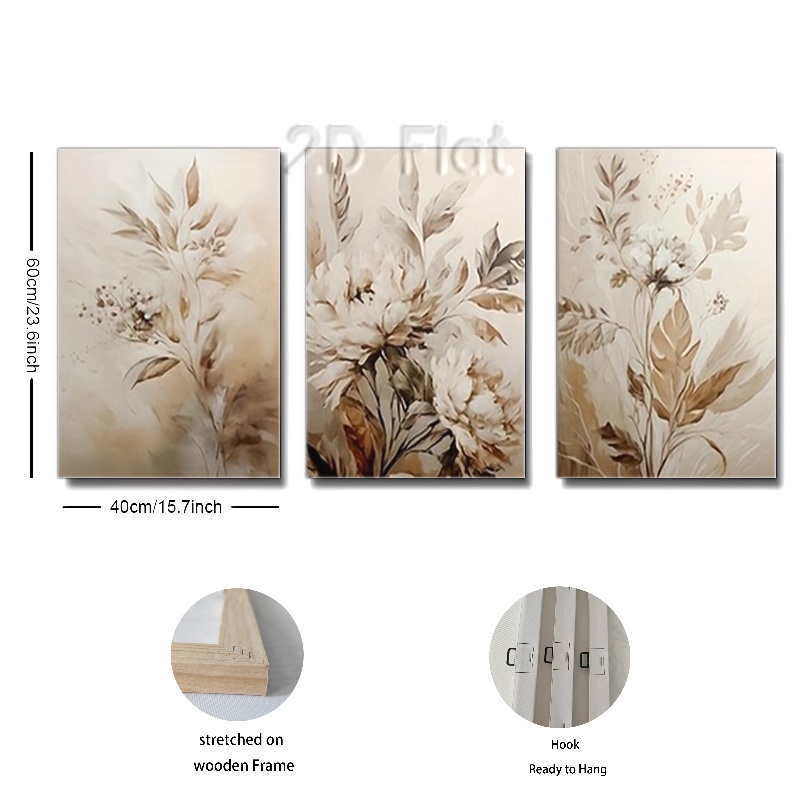 2D Flat
60cm/23.6inch
40cm/15.7inch
stretched on
wooden Frame
Hook
Ready to Hang